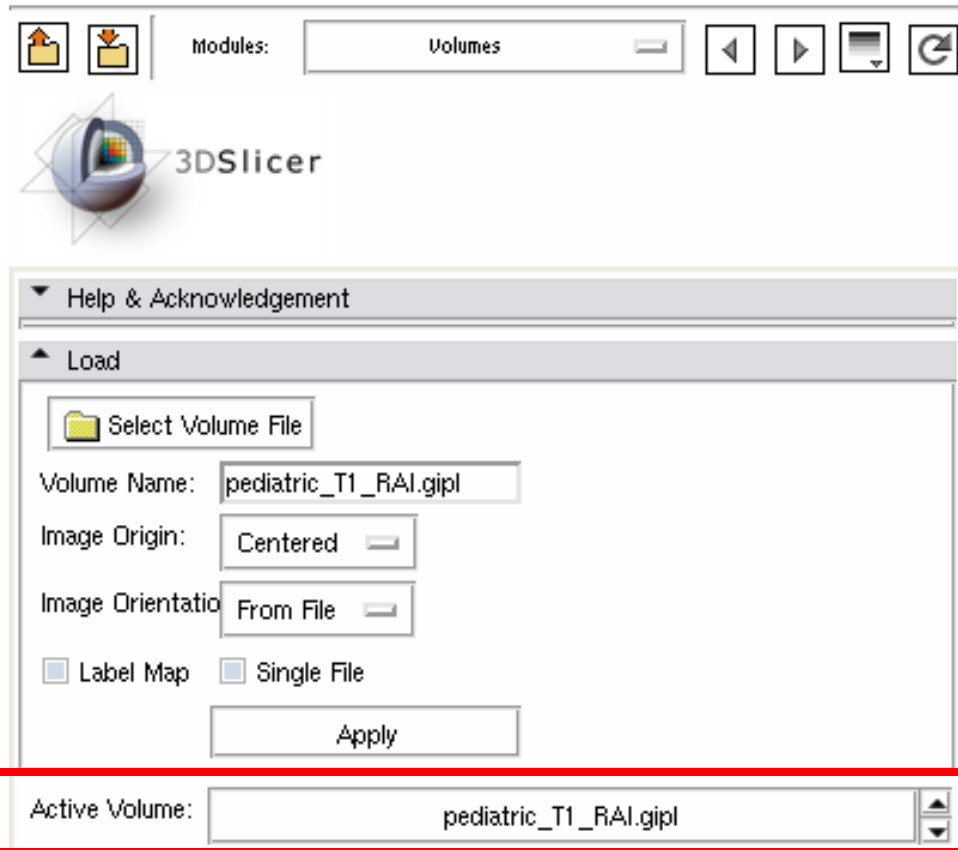 Modules: Volumes
3DSlicer
Help & Acknowledgement
Load
Select Volume File
Volume Name: pediatric_T1_RAI.gipl
Image Origin: Centered
Image Orientatio From File
Label Map Single File
Apply
Active Volume: pediatric_T1_RAI.gipl